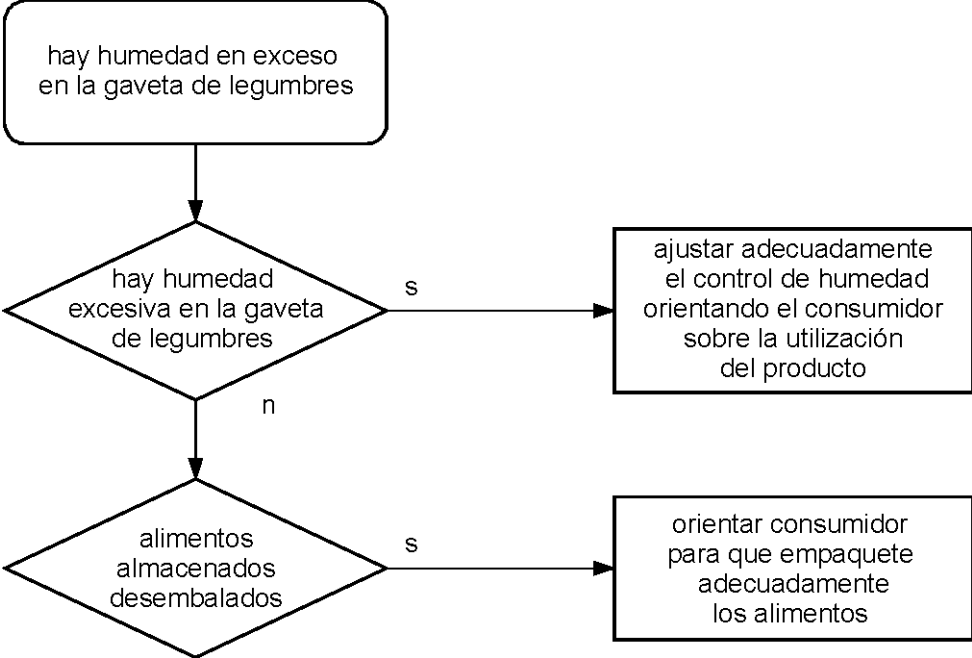 hay humedad en exceso
en la gaveta de legumbres
hay humedad
excesiva en la gaveta
de legumbres
s
ajustar adecuadamente
el control de humedad
orientando el consumidor
sobre la utilización
del producto
n
alimentos
almacenados
desembalados
s
orientar consumidor
para que empaquete
adecuadamente
los alimentos